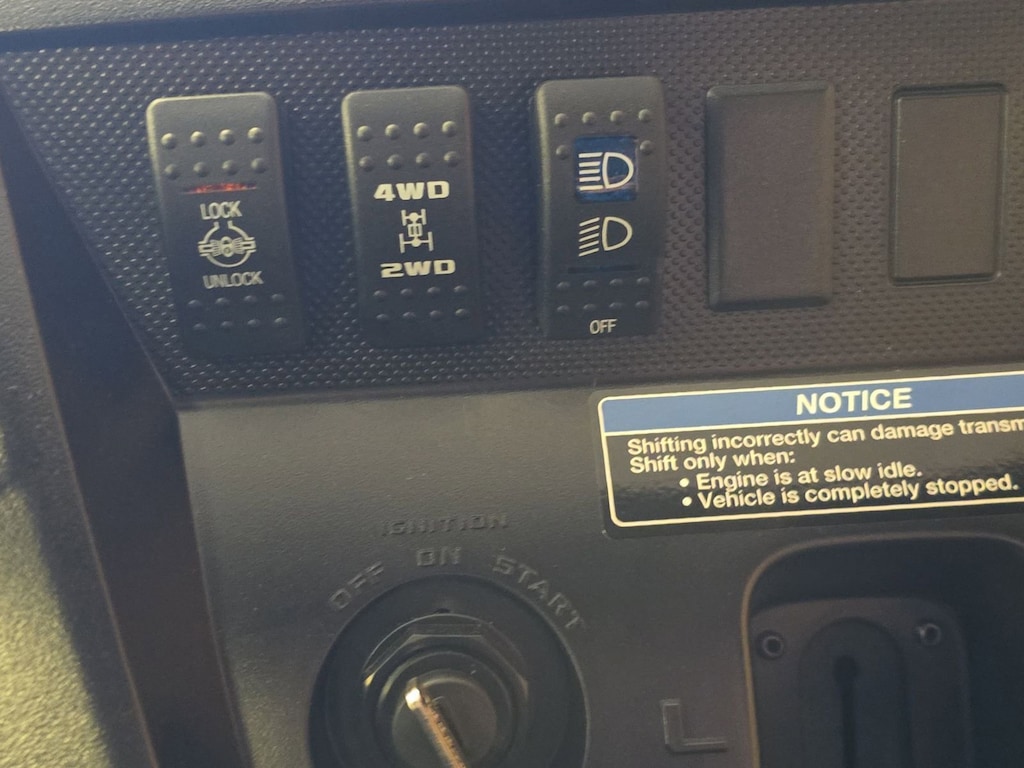 LOCK
UNLOCK
4WD
2WD
OFF
NOTICE
Shifting incorrectly can damage
Shift only when:
• Engine is at slow idle.
• Vehicle is completely stopped.
IGNITION
OFF ON START
L